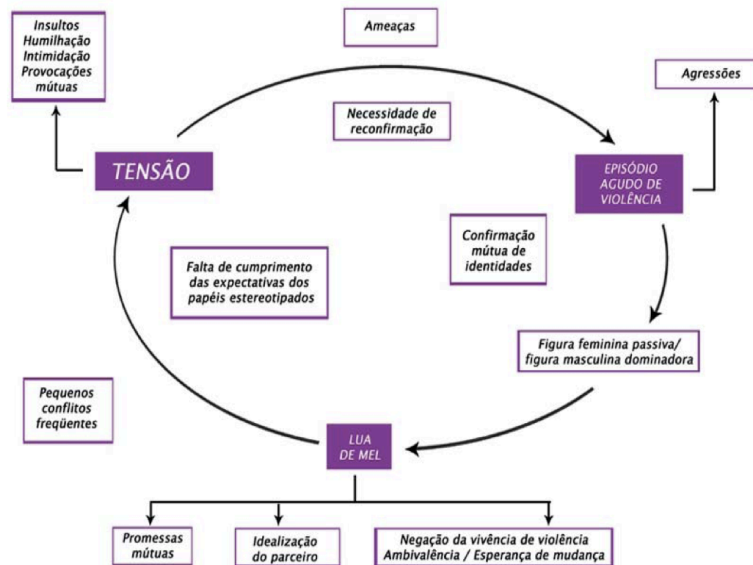 Insultos
Humilhação
Intimidação
Provocações
mútuas
Ameaças
Agressões
Necessidade de
reconfirmação
TENSÃO
EPISÓDIO
AGUDO DE
VIOLÊNCIA
Confirmação
mútua de
identidades
Falta de cumprimento
das expectativas dos
papéis estereotipados
Figura feminina passiva/
figura masculina dominadora
Pequenos
conflitos
freqüentes
LUA
DE MEL
Promessas
mútuas
Idealização
do parceiro
Negação da vivência de violência
Ambivalência / Esperança de mudança